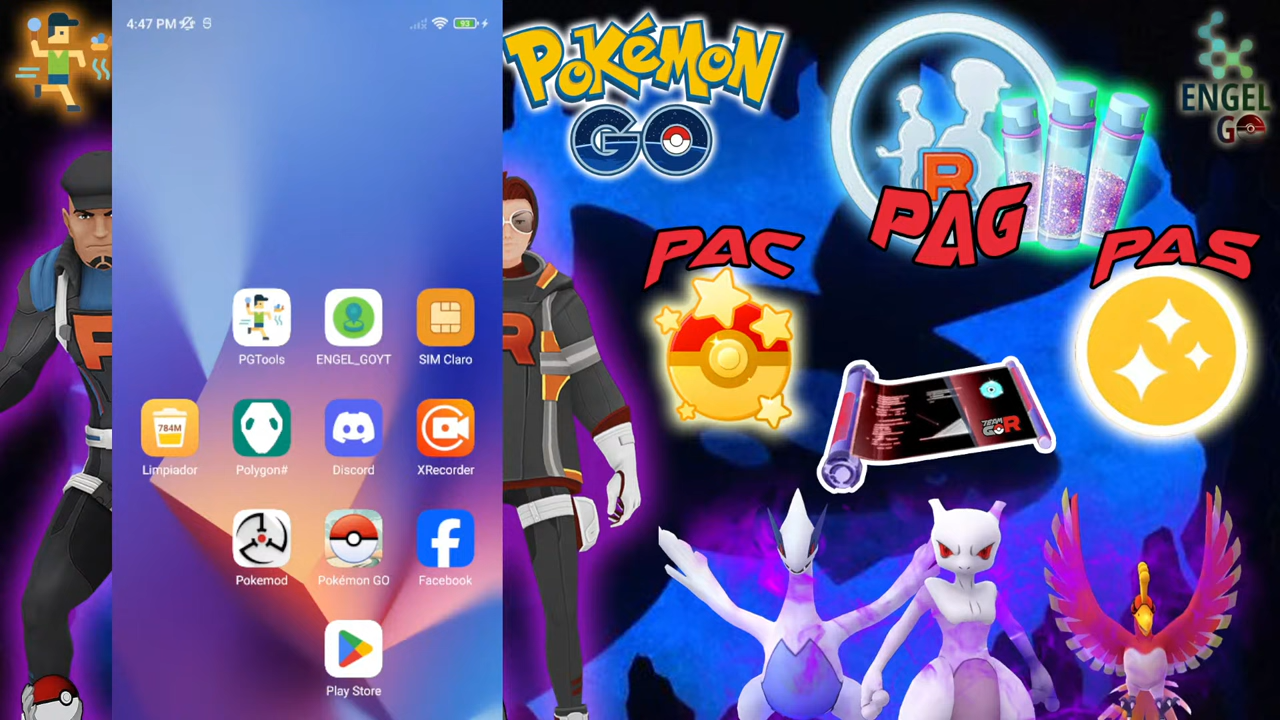 4:47 PM
93
POKÉMON
GO
ENGEL
GO
R
PAG
PAC
PAS
R
R
TEAM
GO R
PGTools
ENGEL_GOYT
SIM Claro
784M
Limpiador
Polygon#
Discord
XRecorder
Pokemod
Pokémon GO
Facebook
Play Store